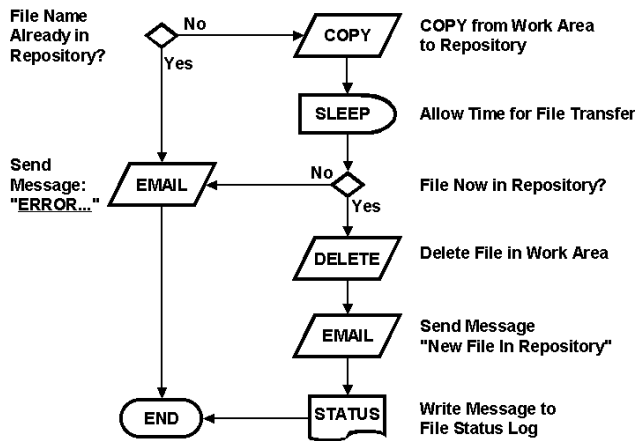 File Name
Already in
Repository?
No
COPY
COPY from Work Area
to Repository
Yes
SLEEP
Allow Time for File Transfer
Send
Message:
"ERROR..."
EMAIL
No
File Now in Repository?
Yes
DELETE
Delete File in Work Area
EMAIL
Send Message
"New File In Repository"
END
STATUS
Write Message to
File Status Log